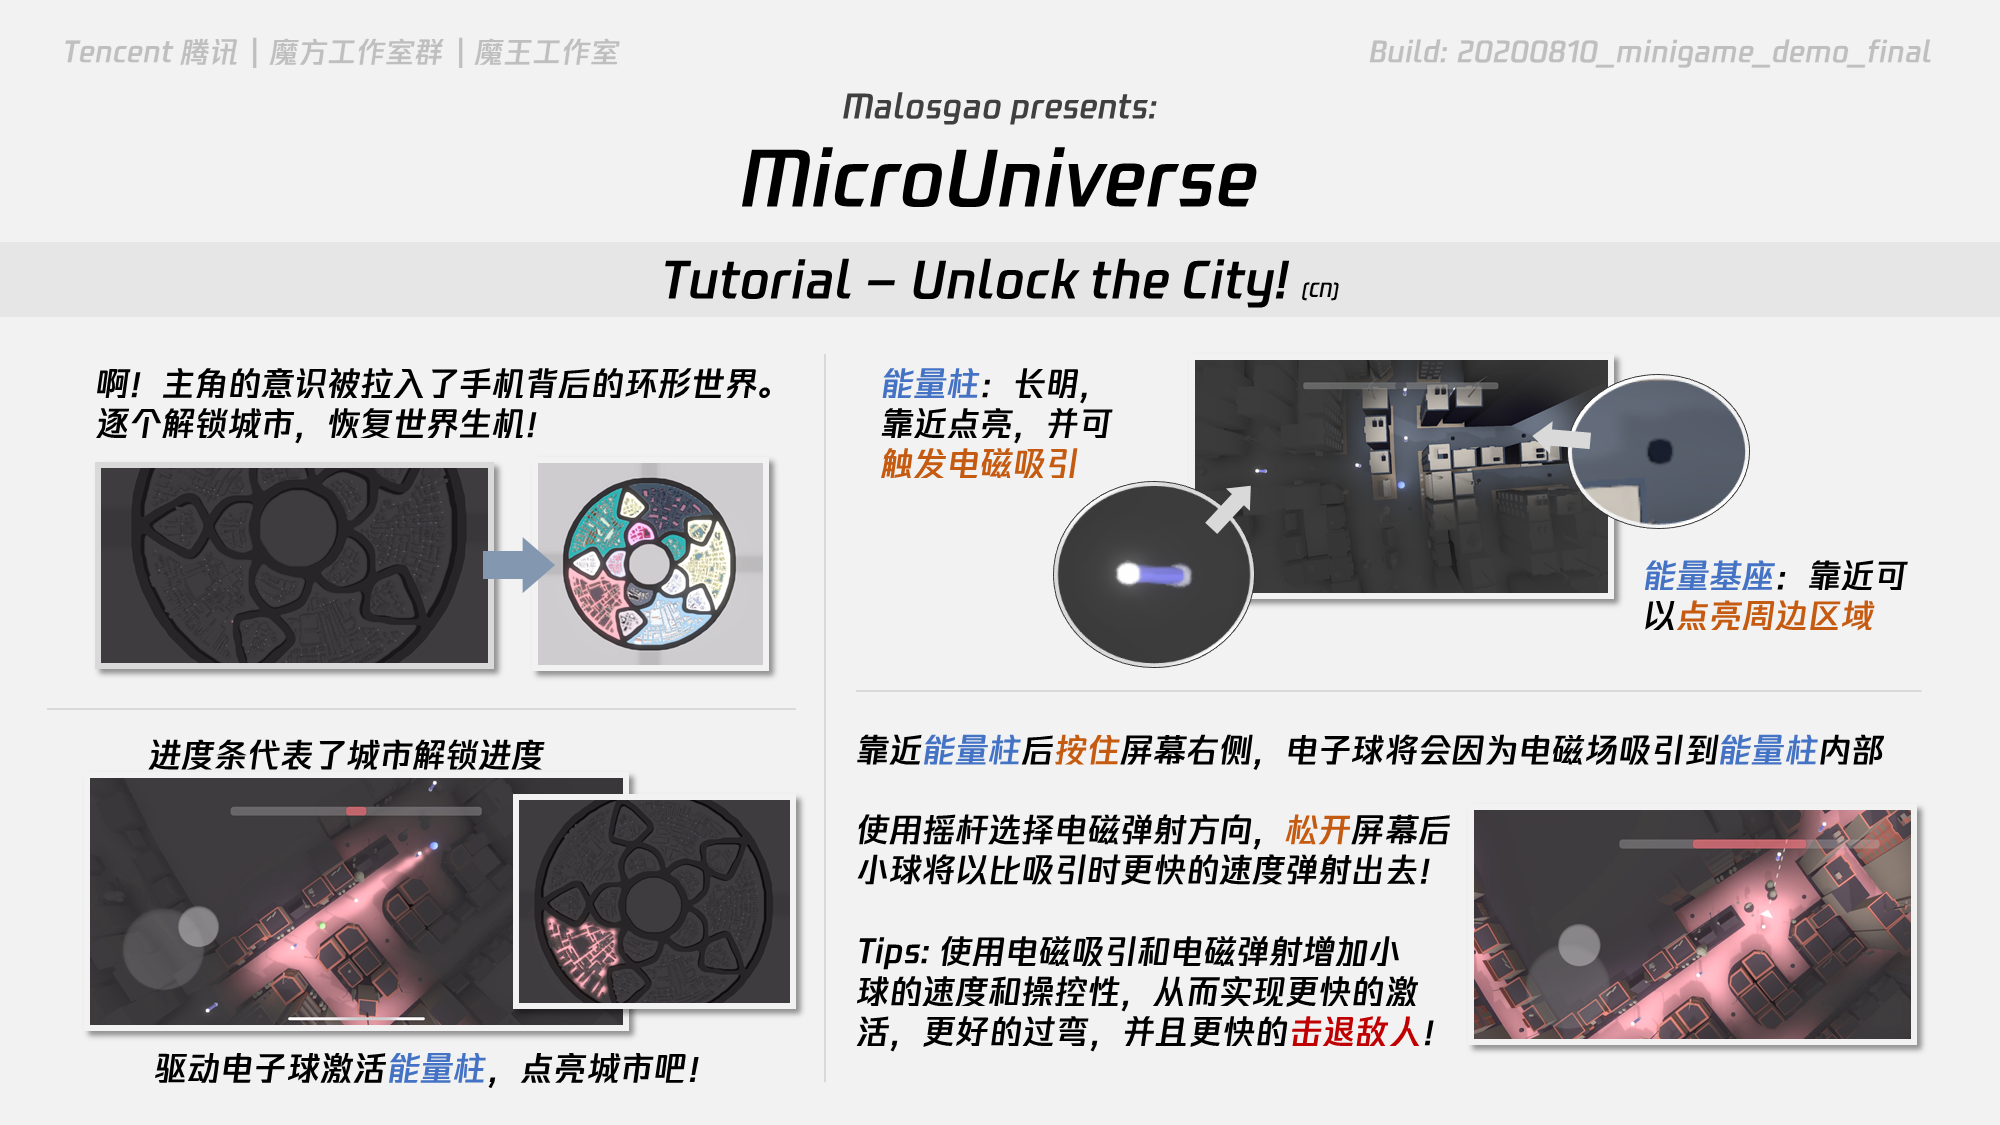 Tencent 腾讯 | 魔方工作室群 | 魔王工作室
Build: 20200810_minigame_demo_final
Malosgao presents:
MicroUniverse
Tutorial – Unlock the City! (CN)
啊！主角的意识被拉入了手机背后的环形世界。
逐个解锁城市，恢复世界生机！
进度条代表了城市解锁进度
驱动电子球激活能量柱，点亮城市吧！
能量柱：长明，
靠近点亮，并可
触发电磁吸引
能量基座：靠近可
以点亮周边区域
靠近能量柱后按住屏幕右侧，电子球将会因为电磁场吸引到能量柱内部
使用摇杆选择电磁弹射方向，松开屏幕后
小球将以比吸引时更快的速度弹射出去！
Tips: 使用电磁吸引和电磁弹射增加小
球的速度和操控性，从而实现更快的激
活，更好的过弯，并且更快的击退敌人！